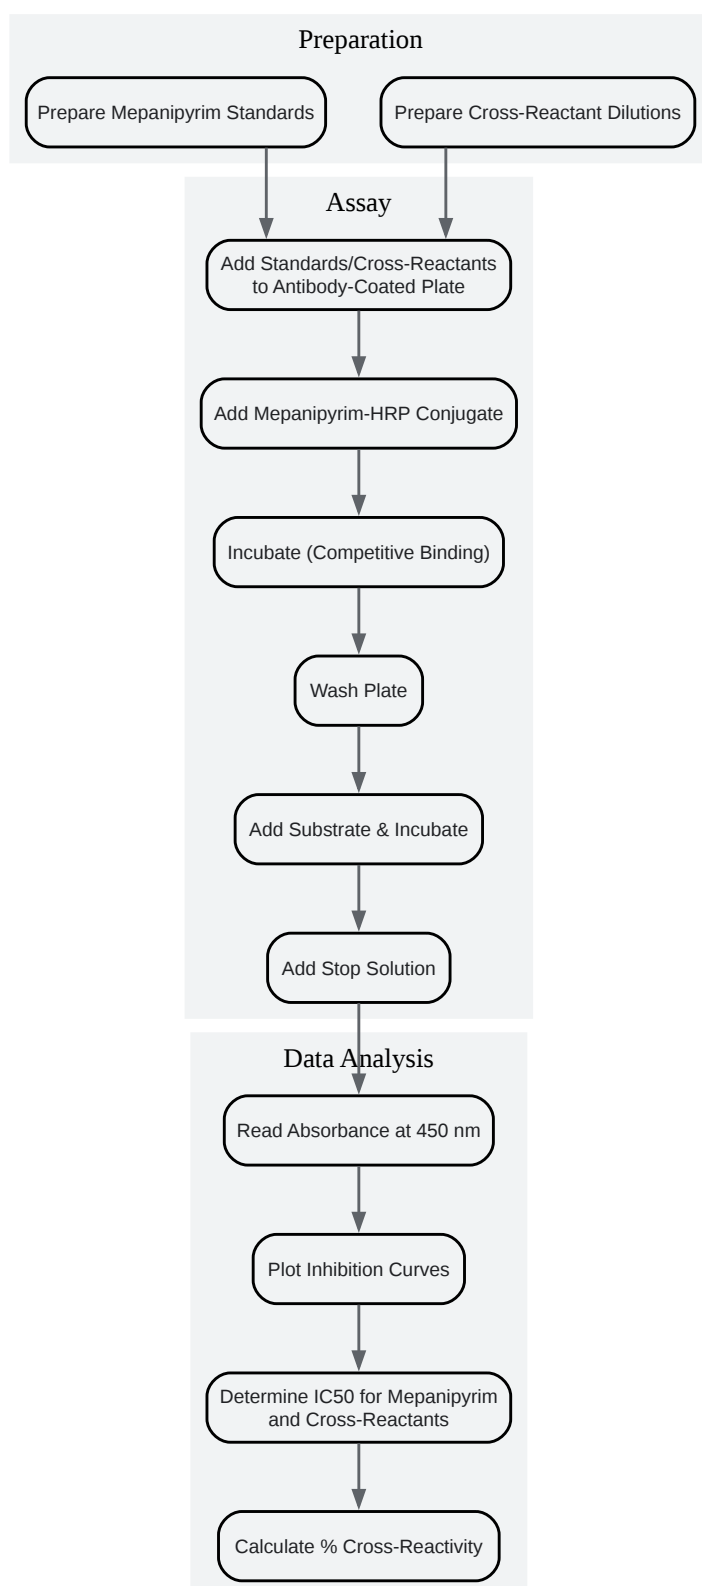 Preparation
Prepare Mepanipyrim Standards
Prepare Cross-Reactant Dilutions
Assay
Add Standards/Cross-Reactants
to Antibody-Coated Plate
Add Mepanipyrim-HRP Conjugate
Incubate (Competitive Binding)
Wash Plate
Add Substrate & Incubate
Add Stop Solution
Data Analysis
Read Absorbance at 450 nm
Plot Inhibition Curves
Determine IC50 for Mepanipyrim
and Cross-Reactants
Calculate % Cross-Reactivity